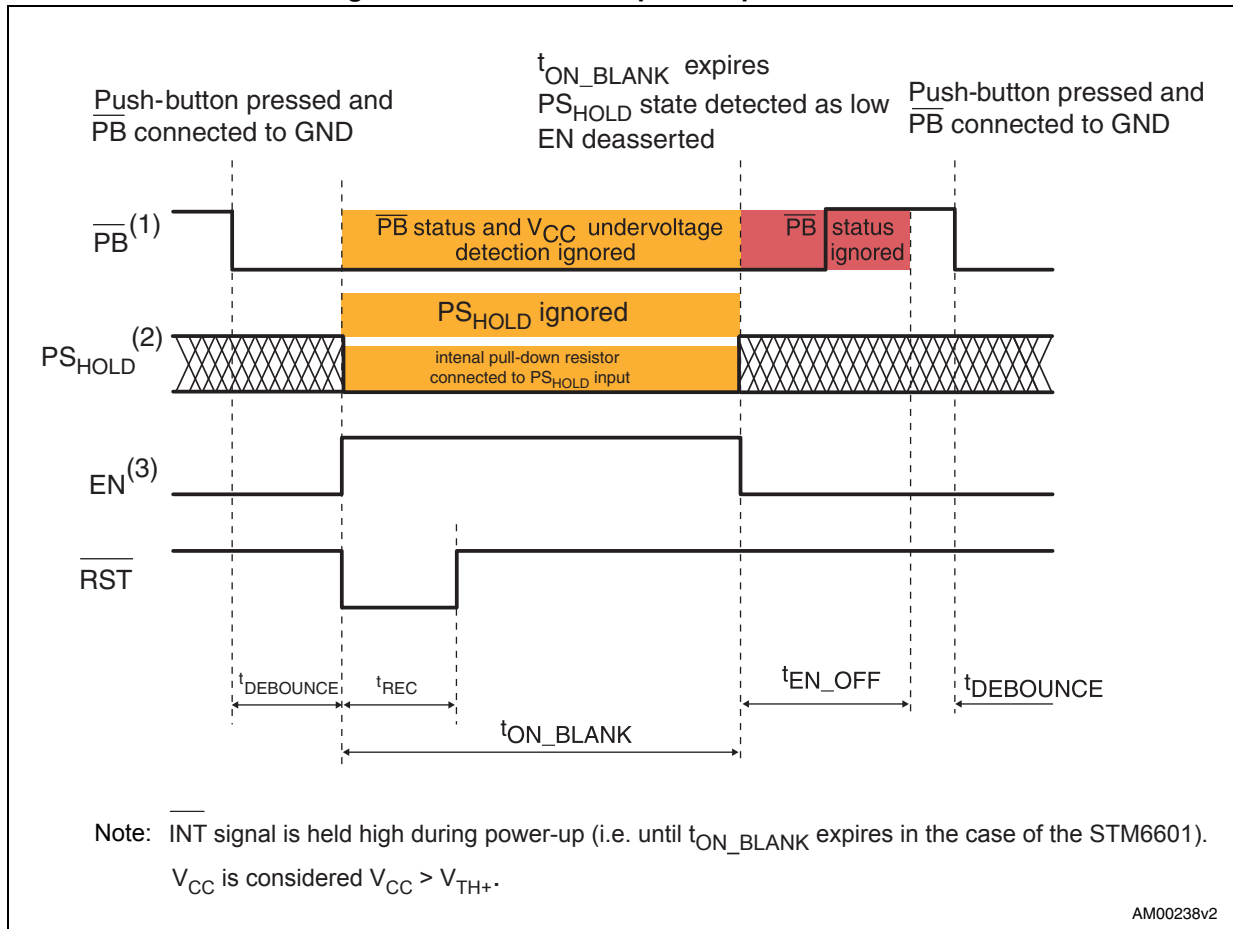 tON_BLANK expires
PSHOLD state detected as low
EN deasserted
Push-button pressed and
PB connected to GND
Push-button pressed and
PB connected to GND
PB(1)
PB status and VCC undervoltage
detection ignored
PB status
ignored
PSHOLD(2)
PSHOLD ignored
intenal pull-down resistor
connected to PSHOLD input
EN(3)
RST
tDEBOUNCE
tREC
tON_BLANK
tEN_OFF
tDEBOUNCE
Note: INT signal is held high during power-up (i.e. until tON_BLANK expires in the case of the STM6601).
VCC is considered VCC > VTH+.
AM00238v2